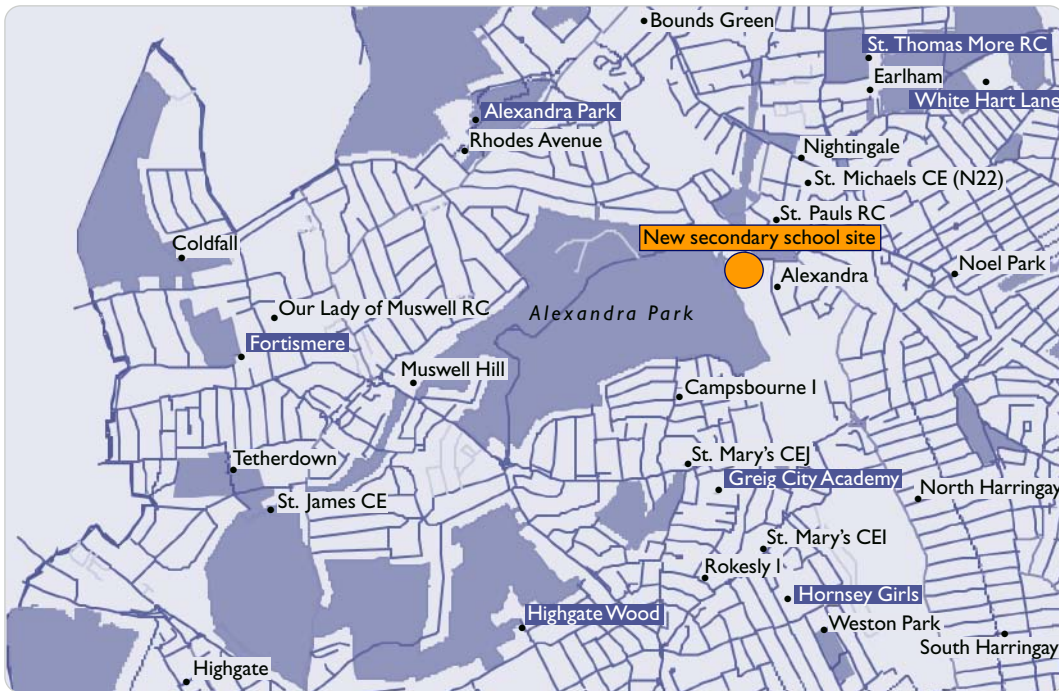 Bounds Green
St. Thomas More RC
Earlham
White Hart Lane
Alexandra Park
Rhodes Avenue
Nightingale
St. Michaels CE (N22)
St. Pauls RC
New secondary school site
Coldfall
Noel Park
Alexandra
Our Lady of Muswell RC
Alexandra Park
Fortismere
Muswell Hill
Campsbourne I
Tetherdown
St. Mary's CEJ
Greig City Academy
North Harringay
St. James CE
St. Mary's CEI
Rokesly I
Hornsey Girls
Highgate Wood
Weston Park
South Harringay
Highgate